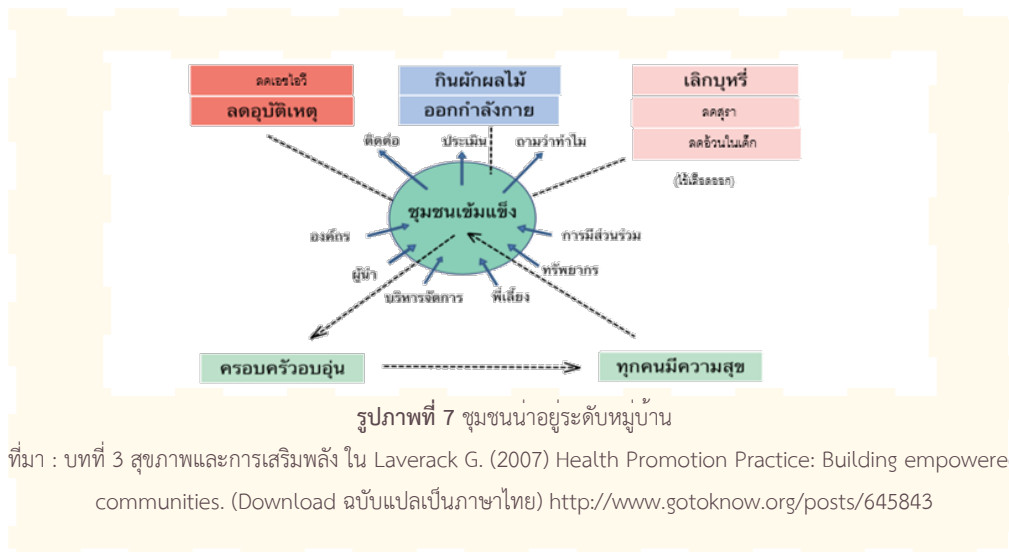 ลดเอชไอวี
ลดอุบัติเหตุ
กินผักผลไม้
ออกกำลังกาย
เลิกบุหรี่
ลดสุรา
ลดอ้วนในเด็ก
(ไข้เลือดออก)
ติดต่อ
ประเมิน
ถามว่าทำไม
ชุมชนเข้มแข็ง
องค์กร
การมีส่วนร่วม
ผู้นำ
ทรัพยากร
บริหารจัดการ
พี่เลี้ยง
ครอบครัวอบอุ่น
ทุกคนมีความสุข
รูปภาพที่ 7 ชุมชนน่าอยู่ระดับหมู่บ้าน
ที่มา : บทที่ 3 สุขภาพและการเสริมพลัง ใน Laverack G. (2007) Health Promotion Practice: Building empowere
communities. (Download ฉบับแปลเป็นภาษาไทย) http://www.gotoknow.org/posts/645843